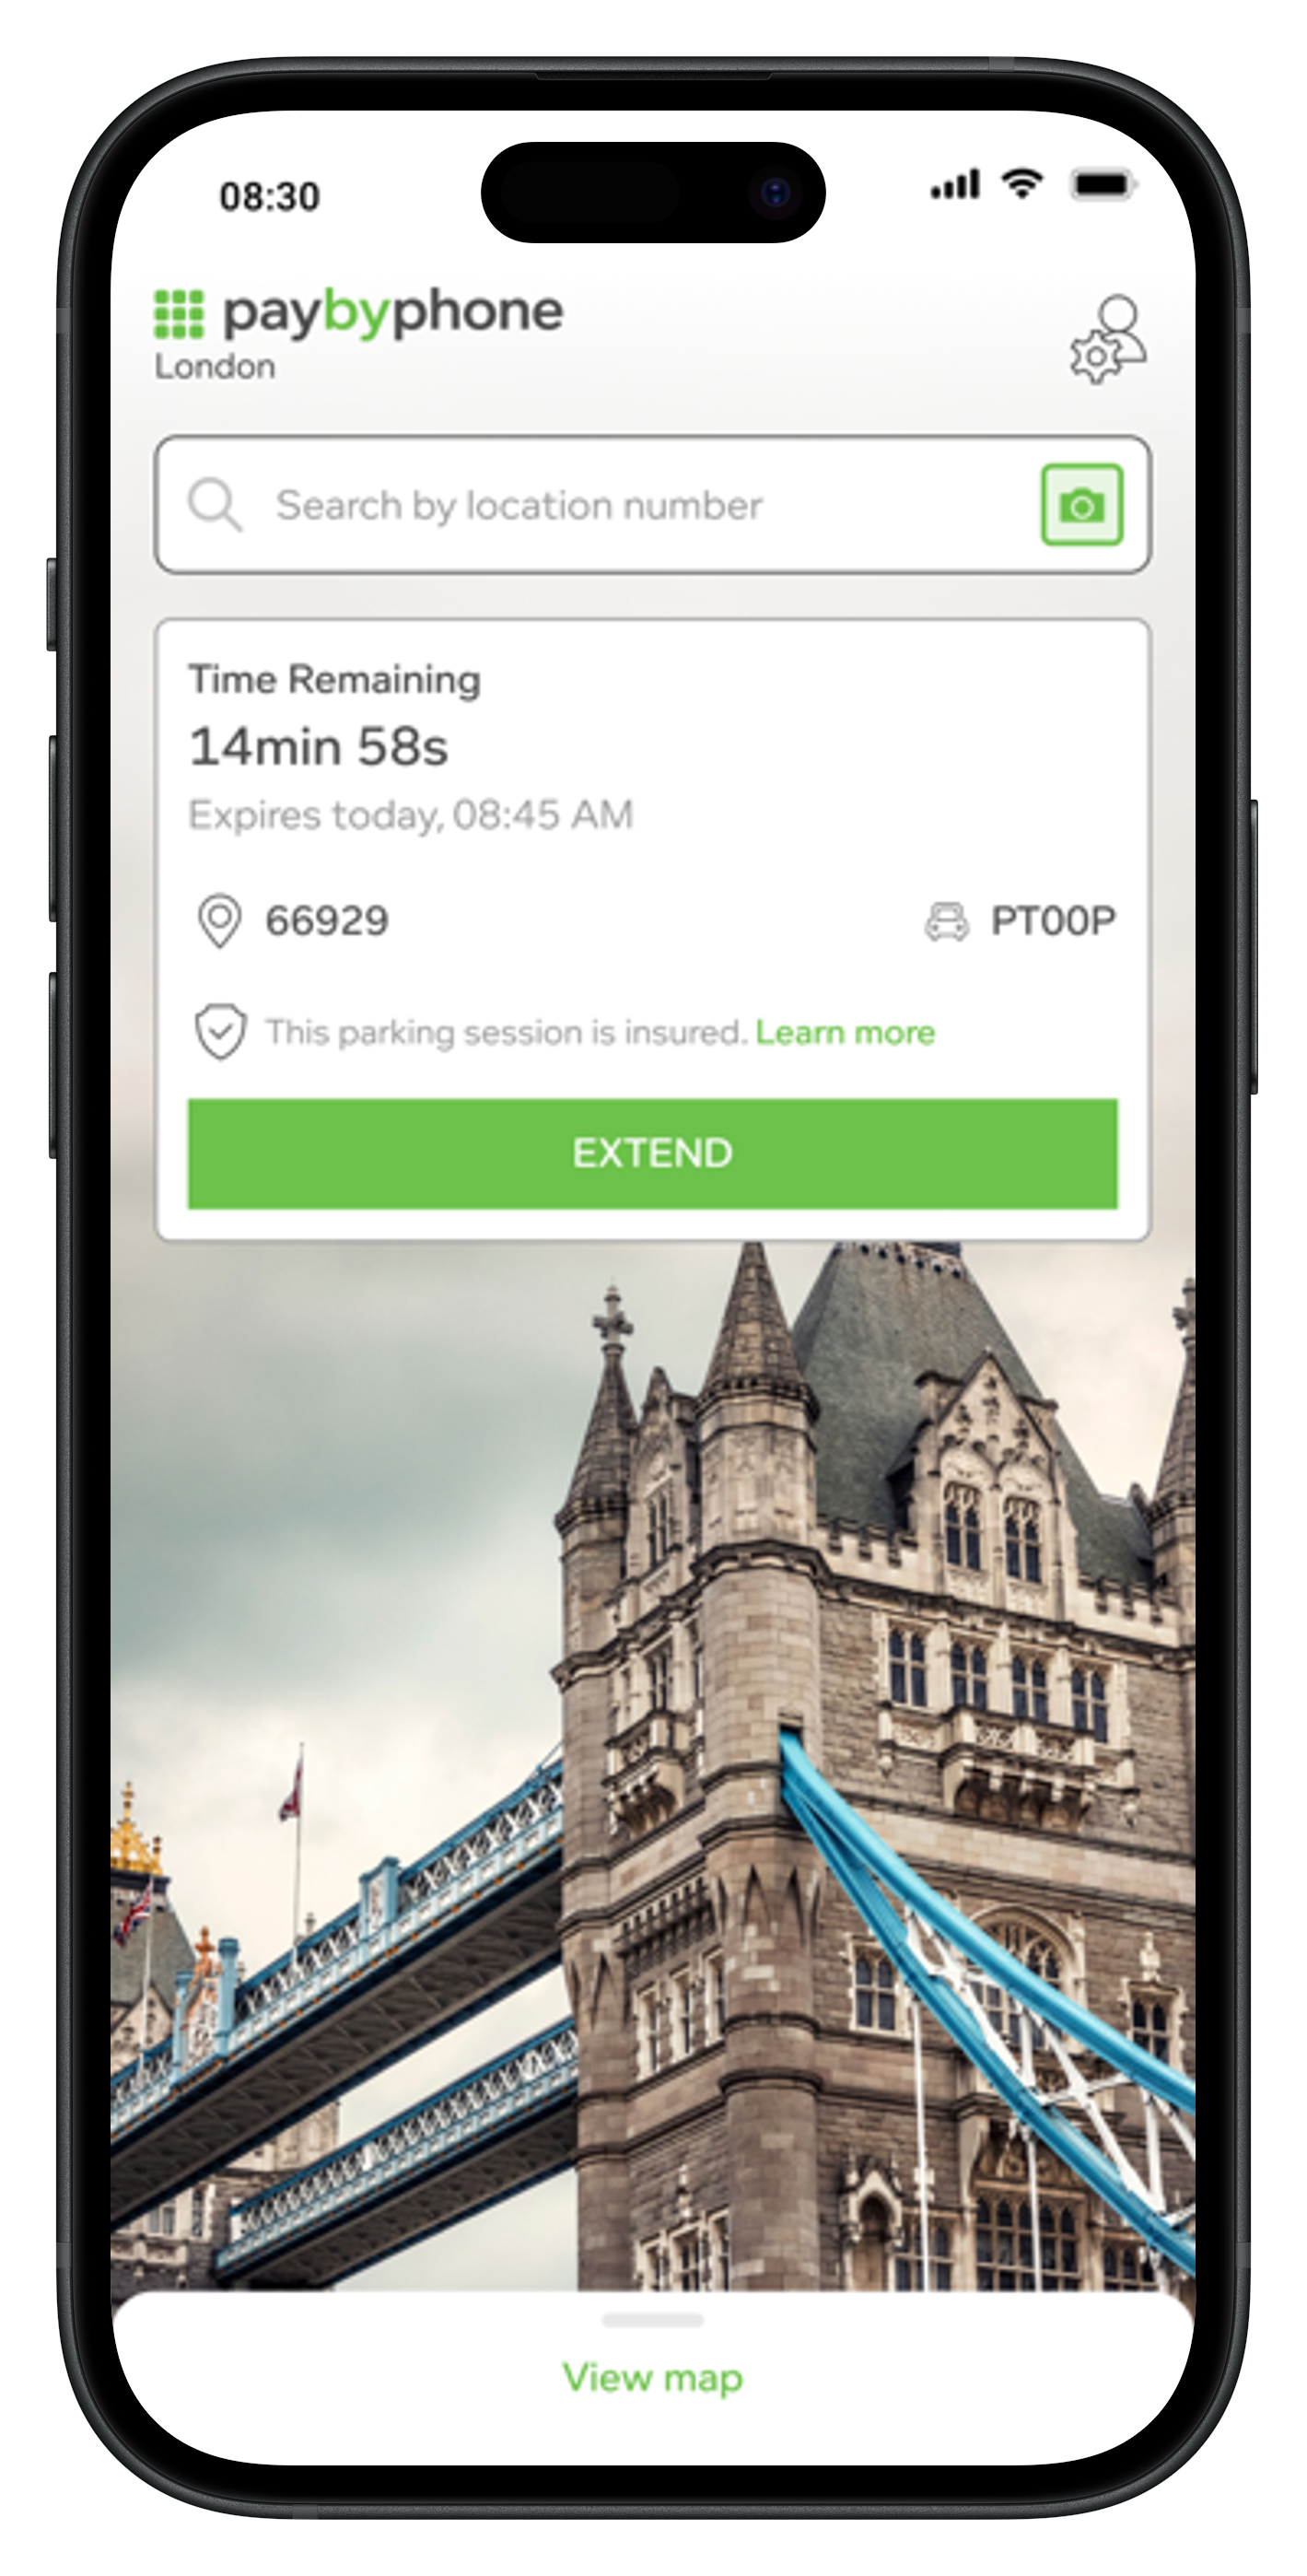 08:30
paybyphone
London
Search by location number
Time Remaining
14min 58s
Expires today, 08:45 AM
66929 PT00P
This parking session is insured. Learn more
EXTEND
View map